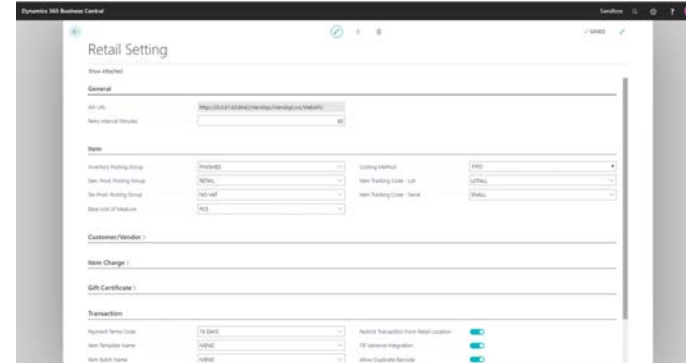 Dynamics 365 Business Central
Sandbox
?
SAVED
Retail Setting
Show Attached
General
API URL
Retry Interval Minutes
60
Item
Inventory Posting Group
FINISHED
Costing Method
FIFO
Gen. Prod. Posting Group
RETAIL
Item Tracking Code - Lot
LOTALL
Tax Prod. Posting Group
NO VAT
Item Tracking Code - Serial
SNALL
Base Unit of Measure
PCS
Customer/Vendor
Item Charge
Gift Certificate
Transaction
Payment Terms Code
Restrict Transaction From Retail Location
Item Template Name
IVEND
Till Variance Integration
Item Batch Name
IVEND
Allow Duplicate Barcode